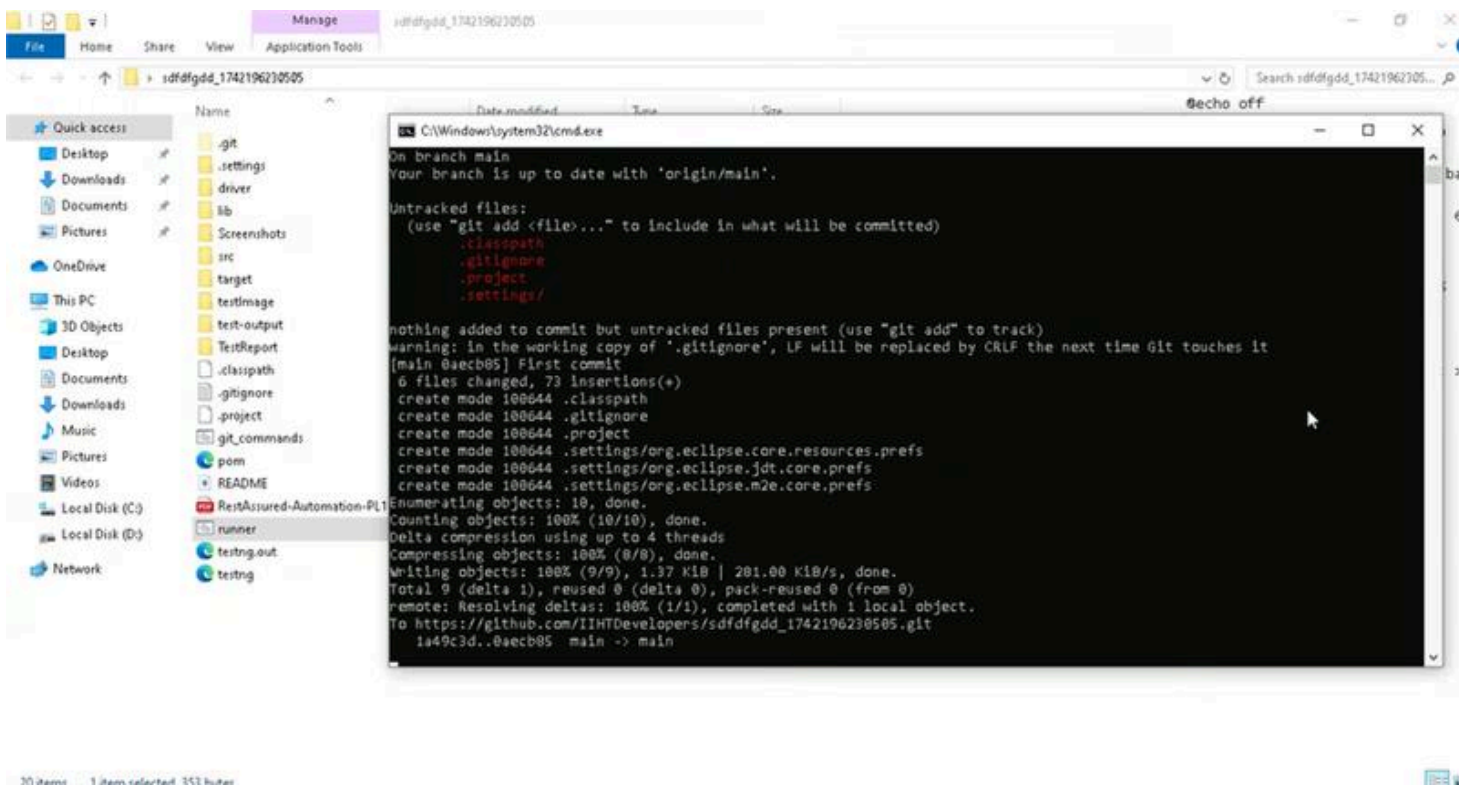 Manage
sdfdfgdd_1742196230505
File Home Share View Application Tools
sdfdfgdd_1742196230505
Search sdfdfgdd_17421962305...
Name Date modified Type Size
@echo off
Quick access
Desktop
Downloads
Documents
Pictures
OneDrive
This PC
3D Objects
Desktop
Documents
Downloads
Music
Pictures
Videos
Local Disk (C:)
Local Disk (D:)
Network
.git
.settings
driver
lib
Screenshots
src
target
testImage
test-output
TestReport
.classpath
.gitignore
.project
git_commands
pom
README
RestAssured-Automation-PL1
runner
testng.out
testng
C:\Windows\system32\cmd.exe
On branch main
Your branch is up to date with 'origin/main'.
Untracked files:
(use "git add <file>..." to include in what will be committed)
.classpath
.gitignore
.project
.settings/
nothing added to commit but untracked files present (use "git add" to track)
warning: in the working copy of '.gitignore', LF will be replaced by CRLF the next time Git touches it
[main 0aecb85] First commit
6 files changed, 73 insertions(+)
create mode 100644 .classpath
create mode 100644 .gitignore
create mode 100644 .project
create mode 100644 .settings/org.eclipse.core.resources.prefs
create mode 100644 .settings/org.eclipse.jdt.core.prefs
create mode 100644 .settings/org.eclipse.m2e.core.prefs
Enumerating objects: 10, done.
Counting objects: 100% (10/10), done.
Delta compression using up to 4 threads
Compressing objects: 100% (8/8), done.
Writing objects: 100% (9/9), 1.37 KiB | 281.00 KiB/s, done.
Total 9 (delta 1), reused 0 (delta 0), pack-reused 0 (from 0)
remote: Resolving deltas: 100% (1/1), completed with 1 local object.
To https://github.com/IIHTDevelopers/sdfdfgdd_1742196230505.git
1a49c3d..0aecb85 main -> main
20 items 1 item selected 353 bytes